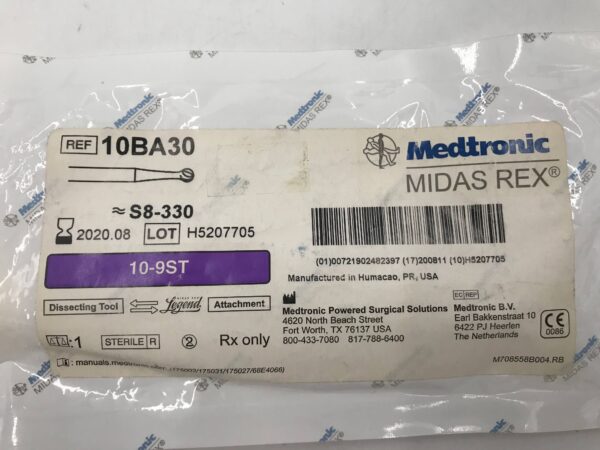 Medtronic
MIDAS REX®
REF 10BA30
≈ S8-330
2020.08 LOT H5207705
10-9ST
Dissecting Tool
Legend
Attachment
:1 STERILE R 2 Rx only
: manuals.medtronic
Medtronic
MIDAS REX®
(01)00721902482397 (17)200811 (10)H5207705
Manufactured in Humacao, PR, USA
Medtronic Powered Surgical Solutions
4620 North Beach Street
Fort Worth, TX 76137 USA
800-433-7080 817-788-6400
EC REP
Medtronic B.V.
Earl Bakkenstraat 10
6422 PJ Heerlen
The Netherlands
CE
0086
M708558B004.RB